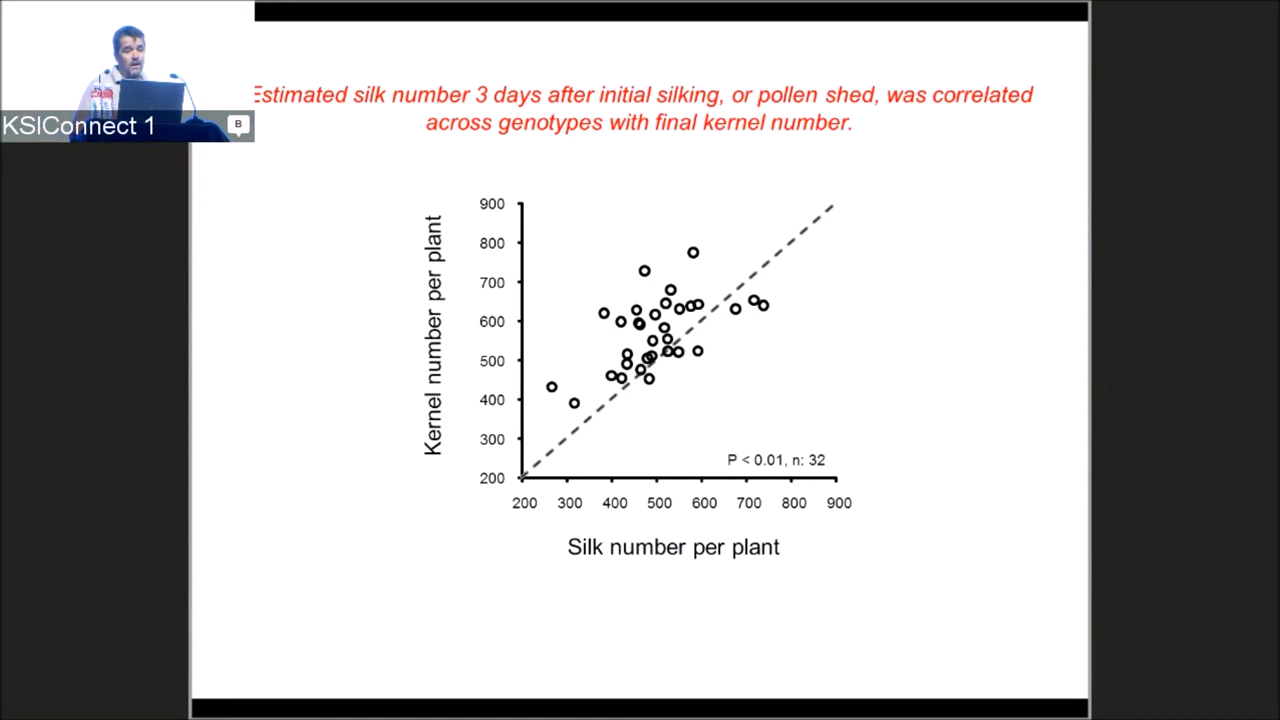 Estimated silk number 3 days after initial silking, or pollen shed, was correlated
across genotypes with final kernel number.
KSIConnect 1
B
Kernel number per plant
900
800
700
600
500
400
300
200
P < 0.01, n: 32
200 300 400 500 600 700 800 900
Silk number per plant